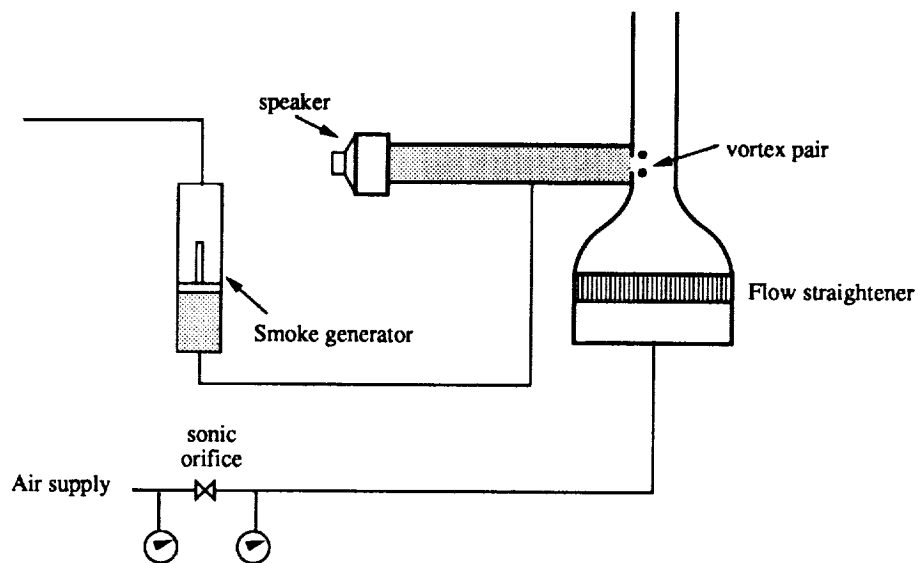 speaker
vortex pair
Flow straightener
Smoke generator
sonic
orifice
Air supply